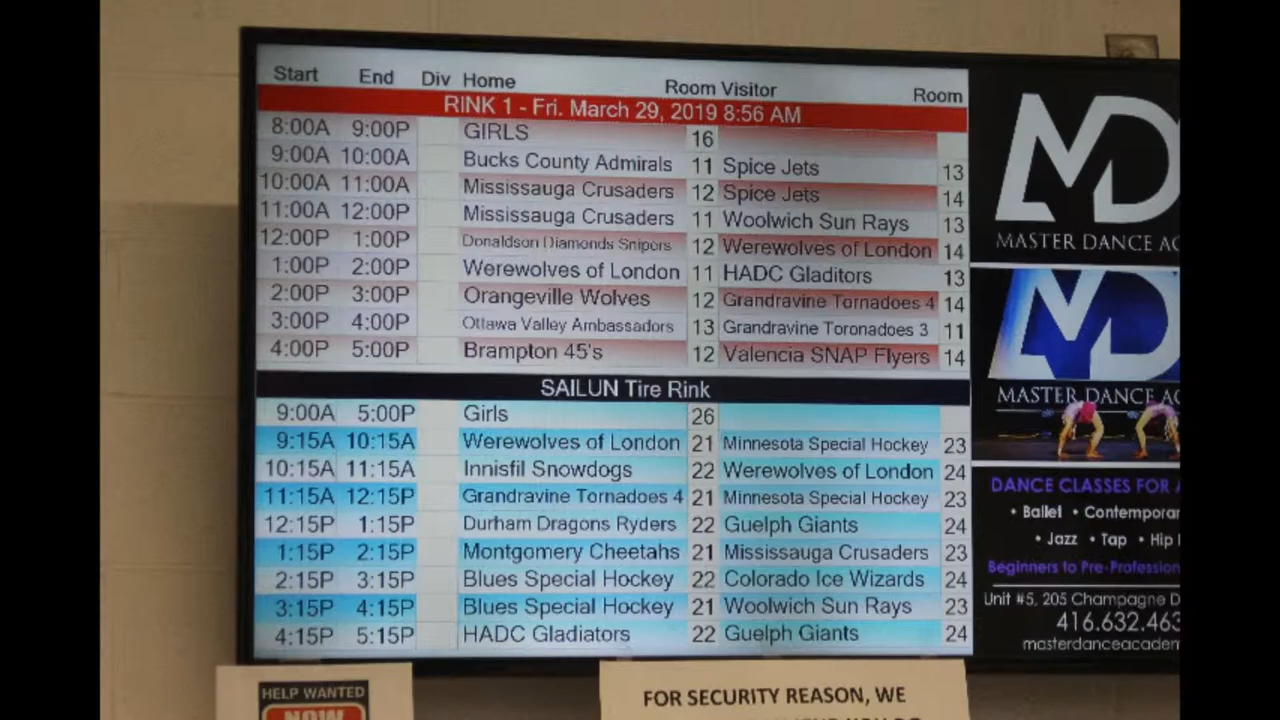 Start End Div Home Room Visitor Room
RINK 1 - Fri. March 29, 2019 8:56 AM
8:00A 9:00P GIRLS 16
9:00A 10:00A Bucks County Admirals 11 Spice Jets 13
10:00A 11:00A Mississauga Crusaders 12 Spice Jets 14
11:00A 12:00P Mississauga Crusaders 11 Woolwich Sun Rays 13
12:00P 1:00P Donaldson Diamonds Snipers 12 Werewolves of London 14
1:00P 2:00P Werewolves of London 11 HADC Gladitors 13
2:00P 3:00P Orangeville Wolves 12 Grandravine Tornadoes 4 14
3:00P 4:00P Ottawa Valley Ambassadors 13 Grandravine Toronadoes 3 11
4:00P 5:00P Brampton 45's 12 Valencia SNAP Flyers 14
SAILUN Tire Rink
9:00A 5:00P Girls 26
9:15A 10:15A Werewolves of London 21 Minnesota Special Hockey 23
10:15A 11:15A Innisfil Snowdogs 22 Werewolves of London 24
11:15A 12:15P Grandravine Tornadoes 4 21 Minnesota Special Hockey 23
12:15P 1:15P Durham Dragons Ryders 22 Guelph Giants 24
1:15P 2:15P Montgomery Cheetahs 21 Mississauga Crusaders 23
2:15P 3:15P Blues Special Hockey 22 Colorado Ice Wizards 24
3:15P 4:15P Blues Special Hockey 21 Woolwich Sun Rays 23
4:15P 5:15P HADC Gladiators 22 Guelph Giants 24
MD
MASTER DANCE AC
MD
MASTER DANCE AC
DANCE CLASSES FOR
• Ballet • Contemporar
• Jazz • Tap • Hip
Beginners to Pre-Profession
Unit #5, 205 Champagne D
416.632.463
masterdanceacadem
HELP WANTED
NOW
FOR SECURITY REASON, WE